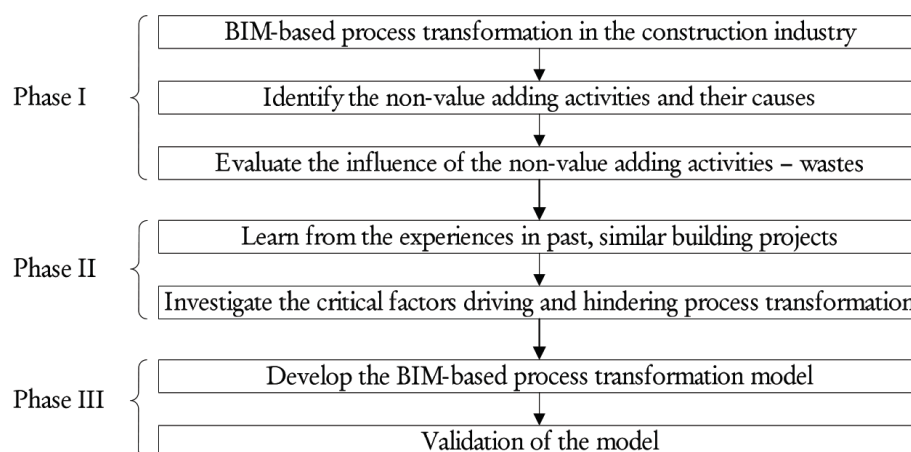 BIM-based process transformation in the construction industry
Phase I
Identify the non-value adding activities and their causes
Evaluate the influence of the non-value adding activities – wastes
Learn from the experiences in past, similar building projects
Phase II
Investigate the critical factors driving and hindering process transformation
Develop the BIM-based process transformation model
Phase III
Validation of the model